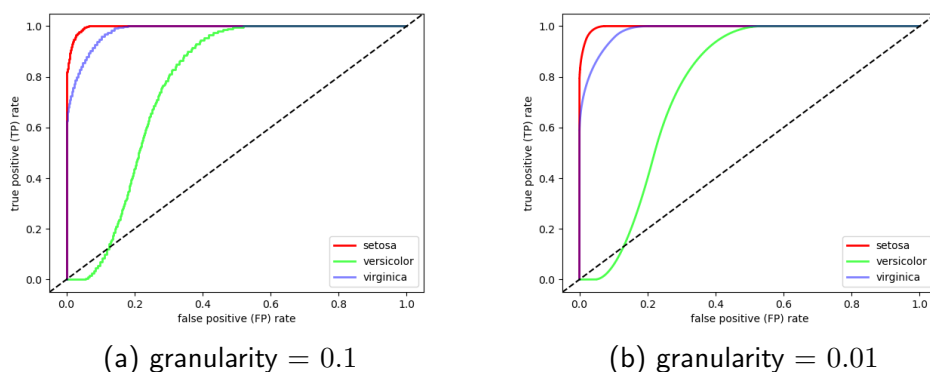 true positive (TP) rate
1.0
0.8
0.6
0.4
0.2
0.0
0.0 0.2 0.4 0.6 0.8 1.0
false positive (FP) rate
setosa
versicolor
virginica
(a) granularity = 0.1
true positive (TP) rate
1.0
0.8
0.6
0.4
0.2
0.0
0.0 0.2 0.4 0.6 0.8 1.0
false positive (FP) rate
setosa
versicolor
virginica
(b) granularity = 0.01